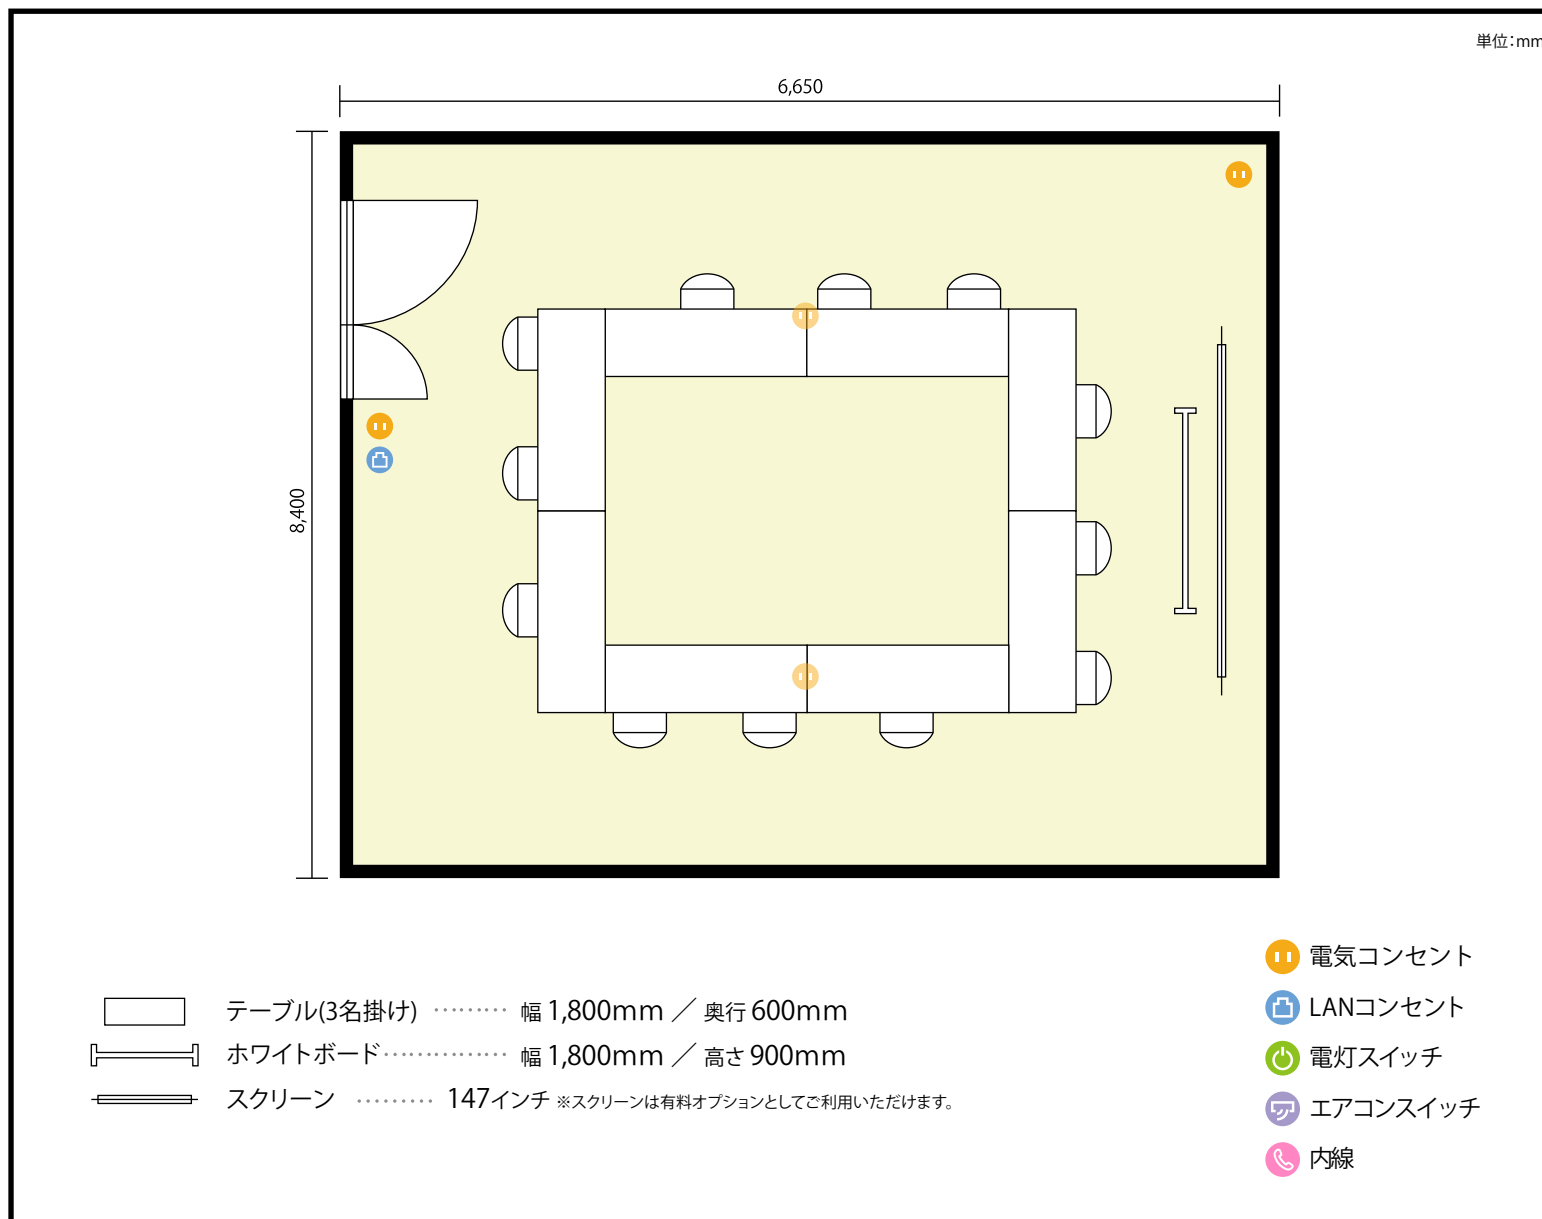 単位：mm
6,650
8,400
電気コンセント
LANコンセント
電灯スイッチ
エアコンスイッチ
内線
テーブル(3名掛け) ……… 幅 1,800mm ／ 奥行 600mm
ホワイトボード…………… 幅 1,800mm ／ 高さ 900mm
スクリーン ……… 147インチ ※スクリーンは有料オプションとしてご利用いただけます。